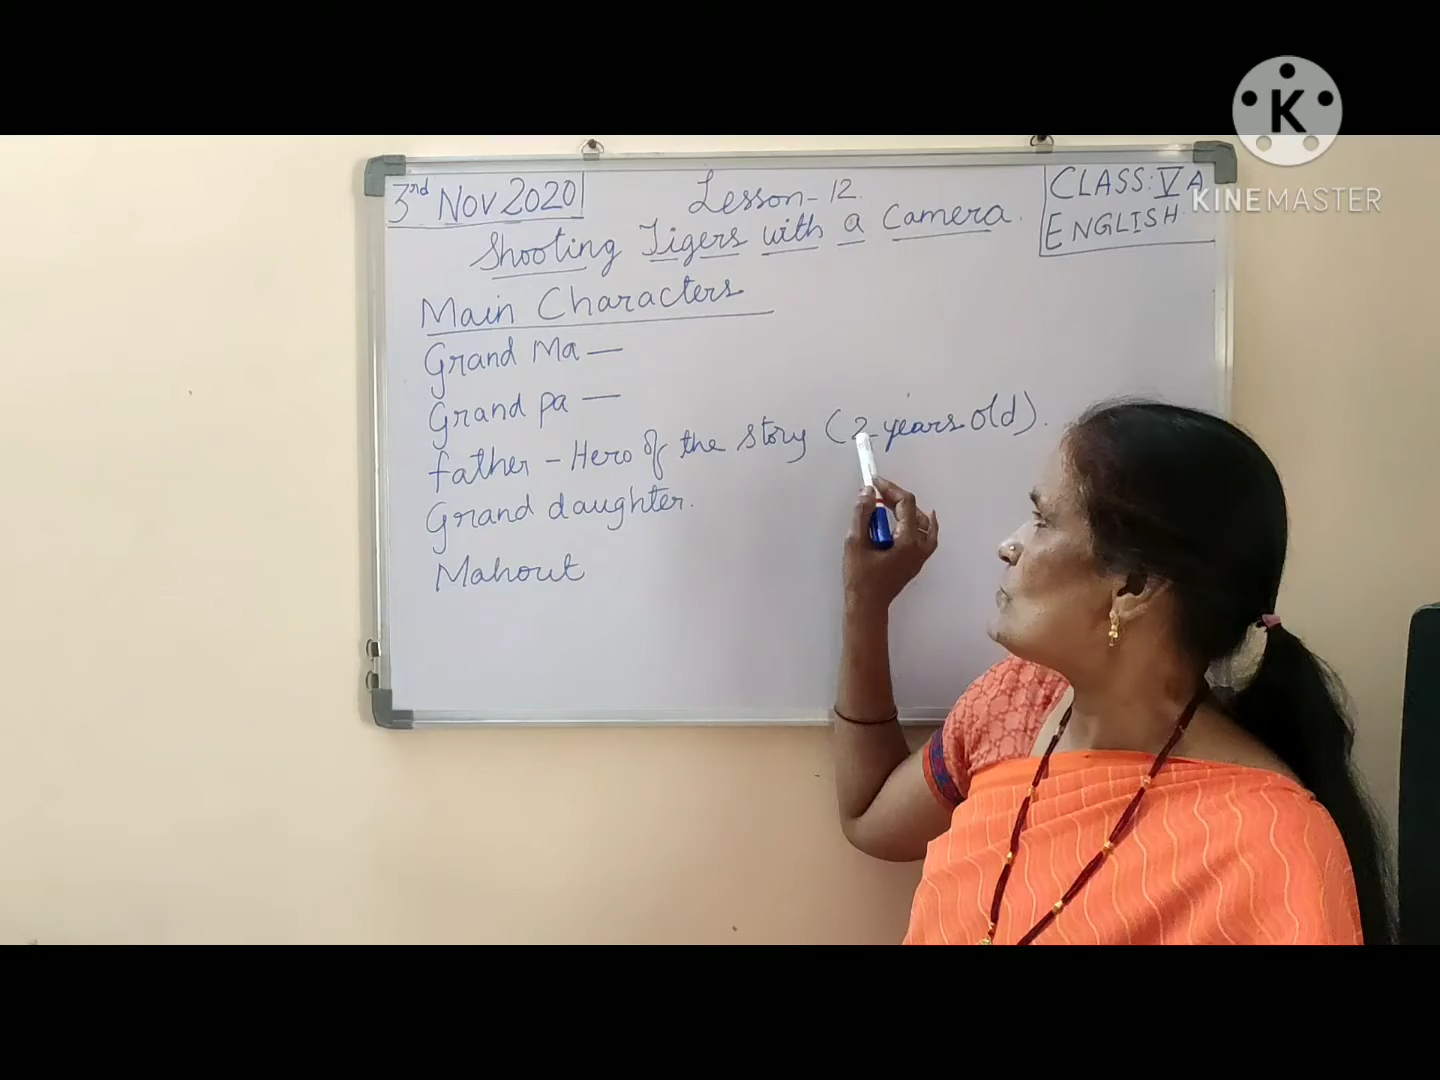 3rd Nov 2020
Lesson-12.
CLASS: V A
ENGLISH.
Shooting Tigers with a Camera.
Main Characters
Grand Ma —
Grand pa —
father - Hero of the story (2 years old).
Grand daughter.
Mahout
K
KINEMASTER